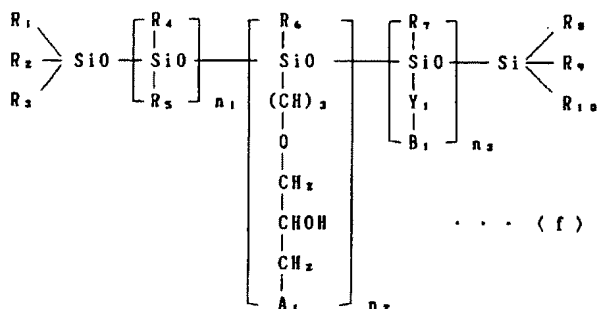 R₁ R₄ R₆ R₇ R₈
R₂ SiO SiO SiO SiO Si R₉
R₃ R₅ n₁ (CH)₃ Y₁ R₁₀
O B₁ n₃
CH₂
CHOH ··· (f)
CH₂
A₁ n₂